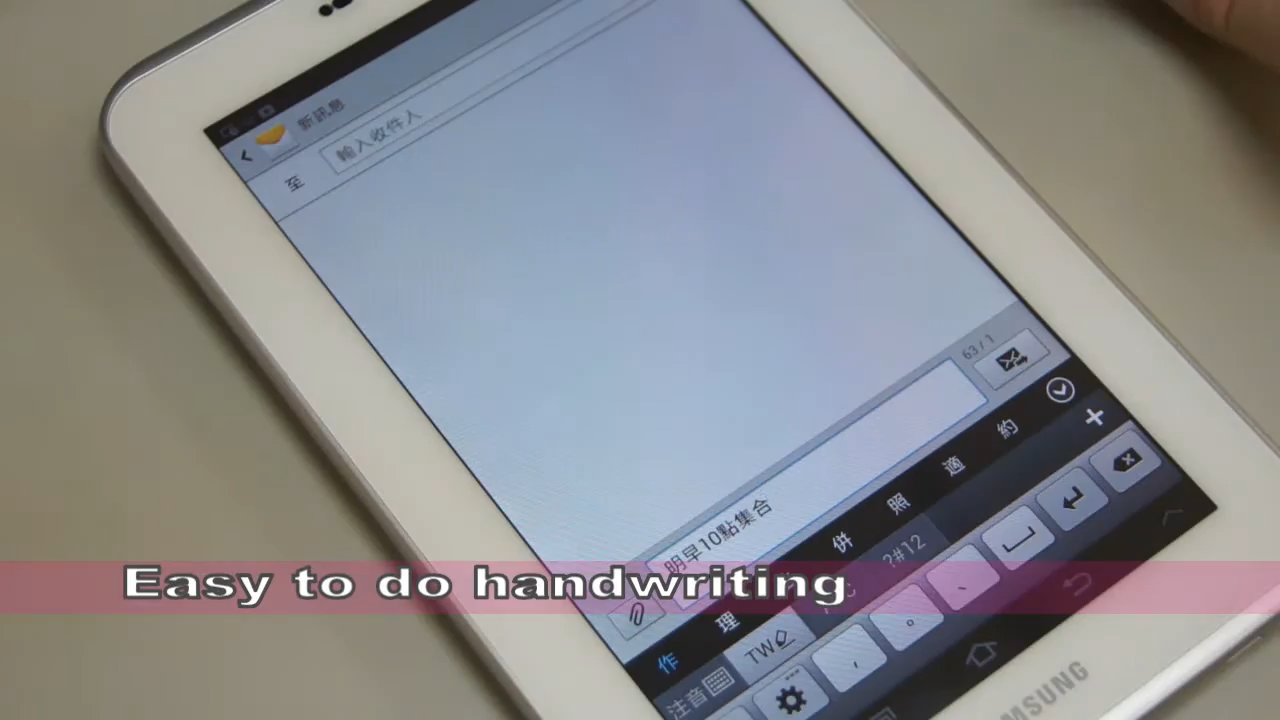 新訊息
至
輸入收件人
63/1
明早10點集合
作 理 併 照 適 約
TW ?#12
注音 , 。 、
Easy to do handwriting